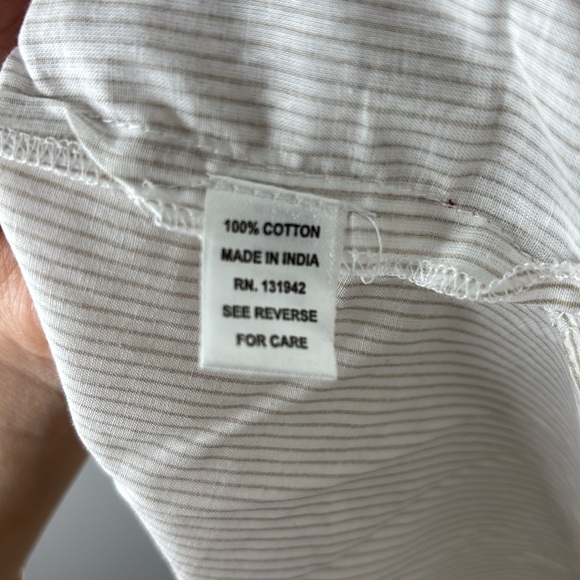 100% COTTON
MADE IN INDIA
RN. 131942
SEE REVERSE
FOR CARE